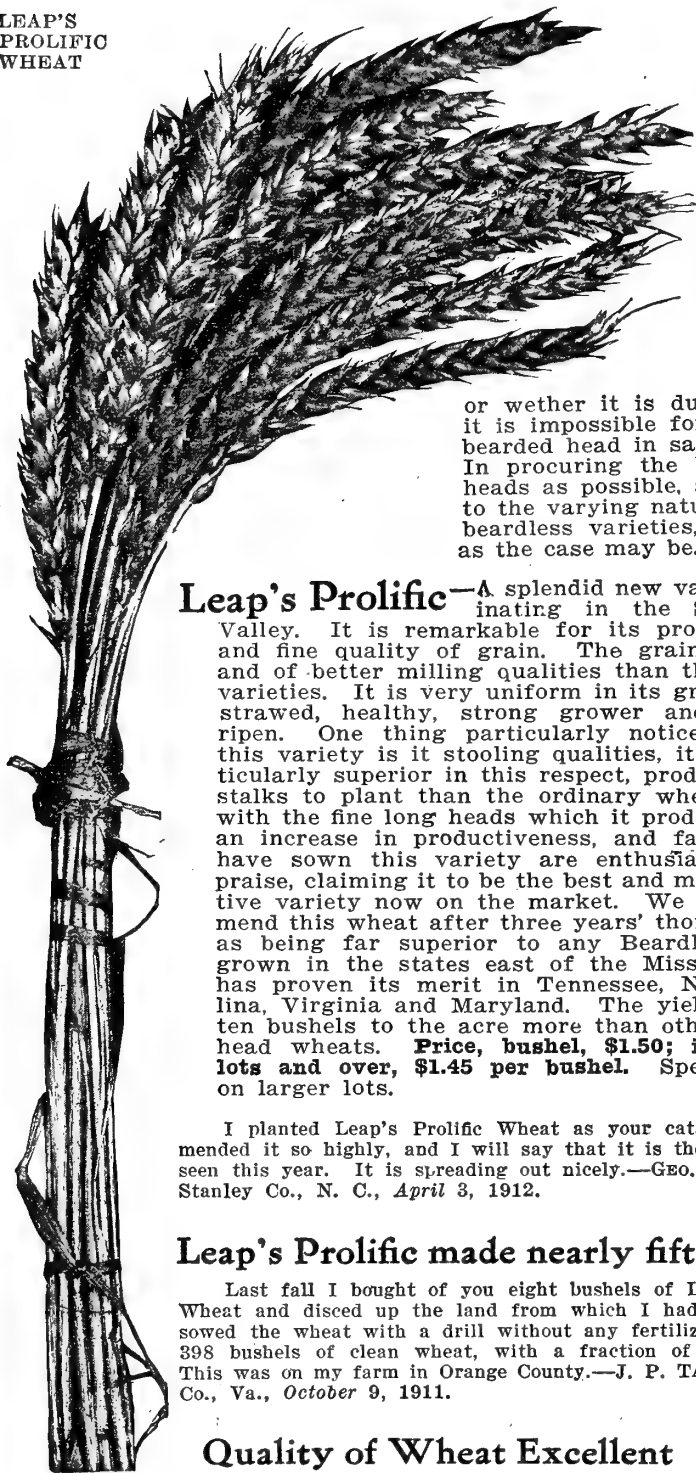 LEAP'S
PROLIFIC
WHEAT
or wether it is du
it is impossible fo
bearded head in sa
In procuring the
heads as possible,
to the varying natu
beardless varieties,
as the case may be.
Leap's Prolific—A splendid new va
inating in the
Valley. It is remarkable for its pro
and fine quality of grain. The grain
and of better milling qualities than th
varieties. It is very uniform in its gr
strawed, healthy, strong grower an
ripen. One thing particularly notice
this variety is it stooling qualities, it
ticularly superior in this respect, prod
stalks to plant than the ordinary whe
with the fine long heads which it prod
an increase in productiveness, and fa
have sown this variety are enthusia
praise, claiming it to be the best and m
tive variety now on the market. We
mend this wheat after three years' tho
as being far superior to any Beardl
grown in the states east of the Miss
has proven its merit in Tennessee, N
lina, Virginia and Maryland. The yiel
ten bushels to the acre more than oth
head wheats. Price, bushel, $1.50; i
lots and over, $1.45 per bushel. Spe
on larger lots.
I planted Leap's Prolific Wheat as your cat
mended it so highly, and I will say that it is the
seen this year. It is spreading out nicely.—GEO.
Stanley Co., N. C., April 3, 1912.
Leap's Prolific made nearly fift
Last fall I bought of you eight bushels of L
Wheat and disced up the land from which I had
sowed the wheat with a drill without any fertiliz
398 bushels of clean wheat, with a fraction of
This was on my farm in Orange County.—J. P. TA
Co., Va., October 9, 1911.
Quality of Wheat Excellent